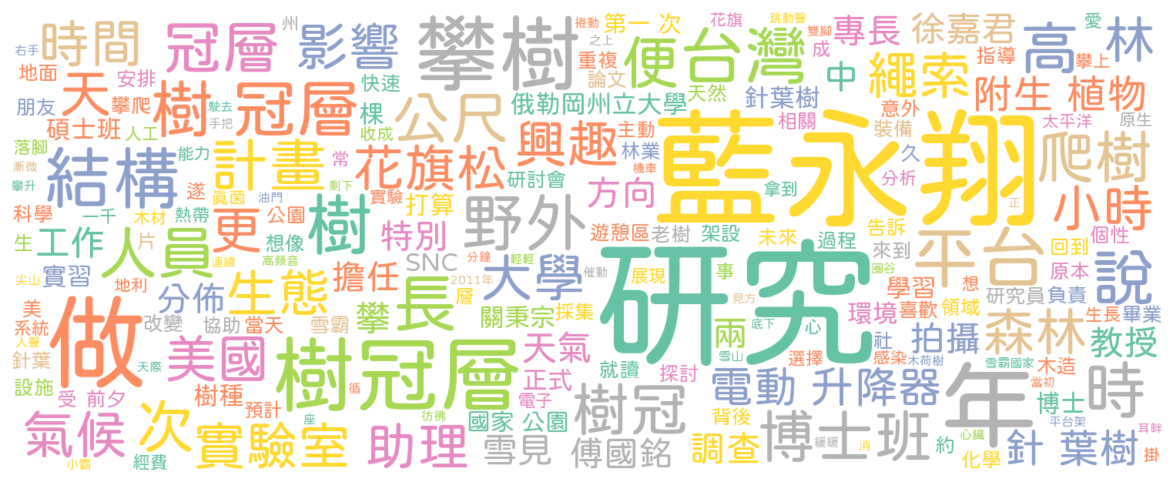 時間
冠層
影響
攀樹
便
台灣
第一 次
花旗
跳動聲
雙腳
愛
專長
徐嘉君
高
林
州
捲動
之上
重複
論文
成
中
指導
攀上
右手
地面
安排
天
樹 冠層
快速
棵
繩索
附生 植物
朋友
攀爬
公尺
俄勒岡州立大學
天然
針葉樹
意外
太平洋
原生
碩士班
人工
駛去
手把
收成
興趣
主動
林業
相關
裝備
久
爬樹
落腳
能力
計畫
常
花旗松
機車
藍永翔
分析
漸微
結構
遂
剩下
研討會
方向
拿到
小時
攀升
真菌
油門
實驗
打算
科學
一千
木材
熱帶
公園
樹
野外
遊憩區
老樹
架設
未來
過程
告訴
正
個性
生
工作
人員
片
更
想像
特別
SNC
分鐘
輕輕
來到
平台
回到
尖山
實習
地利
連續
高頻音
擔任
2011年
大學
催動
展現
事
研究
圈谷
想
原本
說
美
分佈
生態
攀
長
層
關秉宗
採集
學習
喜歡
領域
研究員
負責
系統
改變
協助
當天
雪霸
環境
森林
生長
畢業
人聲
做
美國
樹冠層
天氣
見方
心
社
拍攝
教授
針葉
天際
循
正式
就讀
探討
底下
雪山
選擇
感染
木荷樹
雪霸國家
木造
當初
設施
樹種
預計
電子
樹冠
電動 升降器
年
時
受
前夕
座
彷彿
國家 公園
背後
博士
平台架
氣候
次
實驗室
助理
雪見
傅國銘
調查
博士班
緩緩
消
約
心臟
化學
針 葉樹
耳畔
掛
小霸
經費